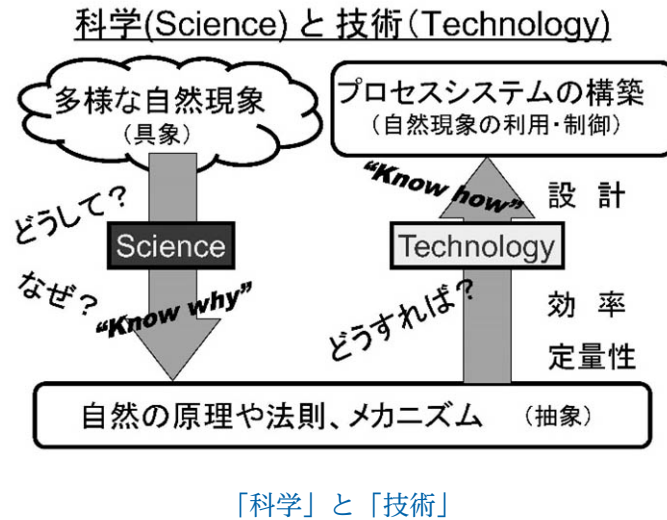 科学(Science)と技術(Technology)
多様な自然現象
(具象)
どうして?
Science
なぜ?
“Know why”
プロセスシステムの構築
(自然現象の利用・制御)
“Know how”
設 計
Technology
どうすれば?
効 率
定量性
自然の原理や法則、メカニズム (抽象)
「科学」と「技術」